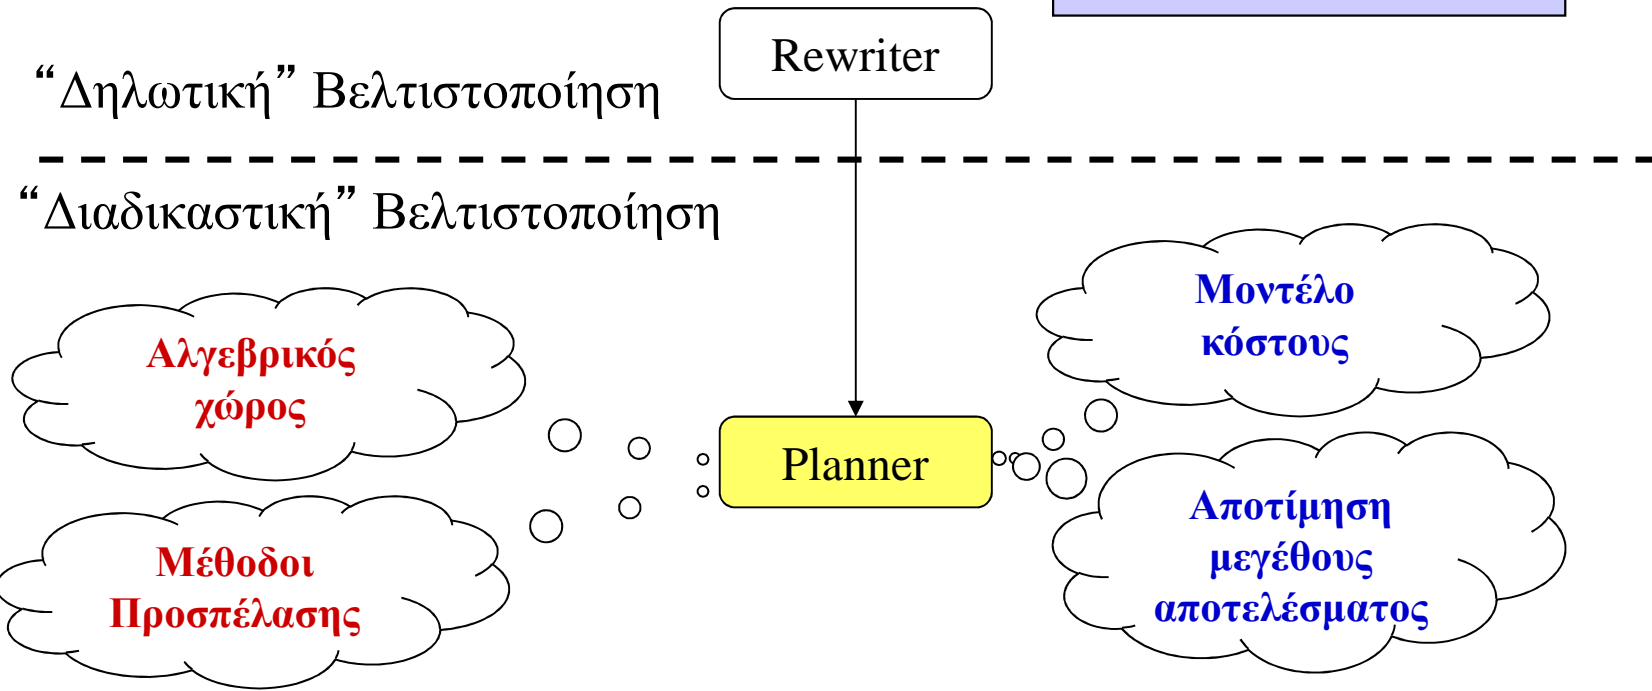 Rewriter
“Δηλωτική” Βελτιστοποίηση
“Διαδικαστική” Βελτιστοποίηση
Αλγεβρικός
χώρος
Μέθοδοι
Προσπέλασης
Planner
Μοντέλο
κόστους
Αποτίμηση
μεγέθους
αποτελέσματος